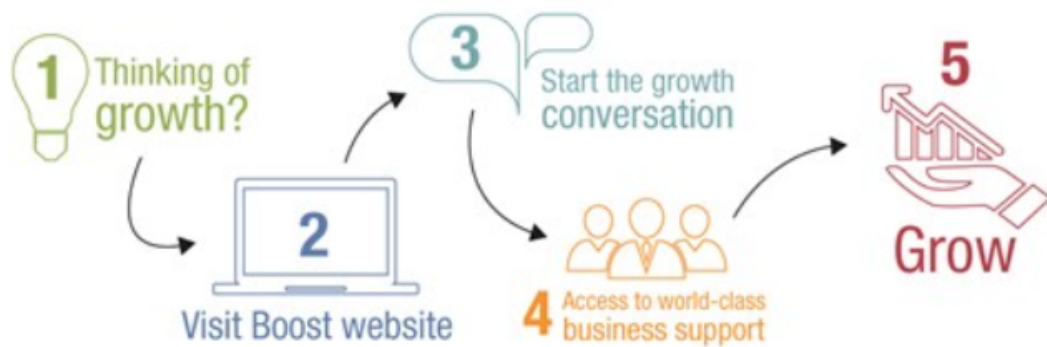 1
Thinking of
growth?
2
Visit Boost website
3
Start the growth
conversation
4
Access to world-class
business support
5
Grow